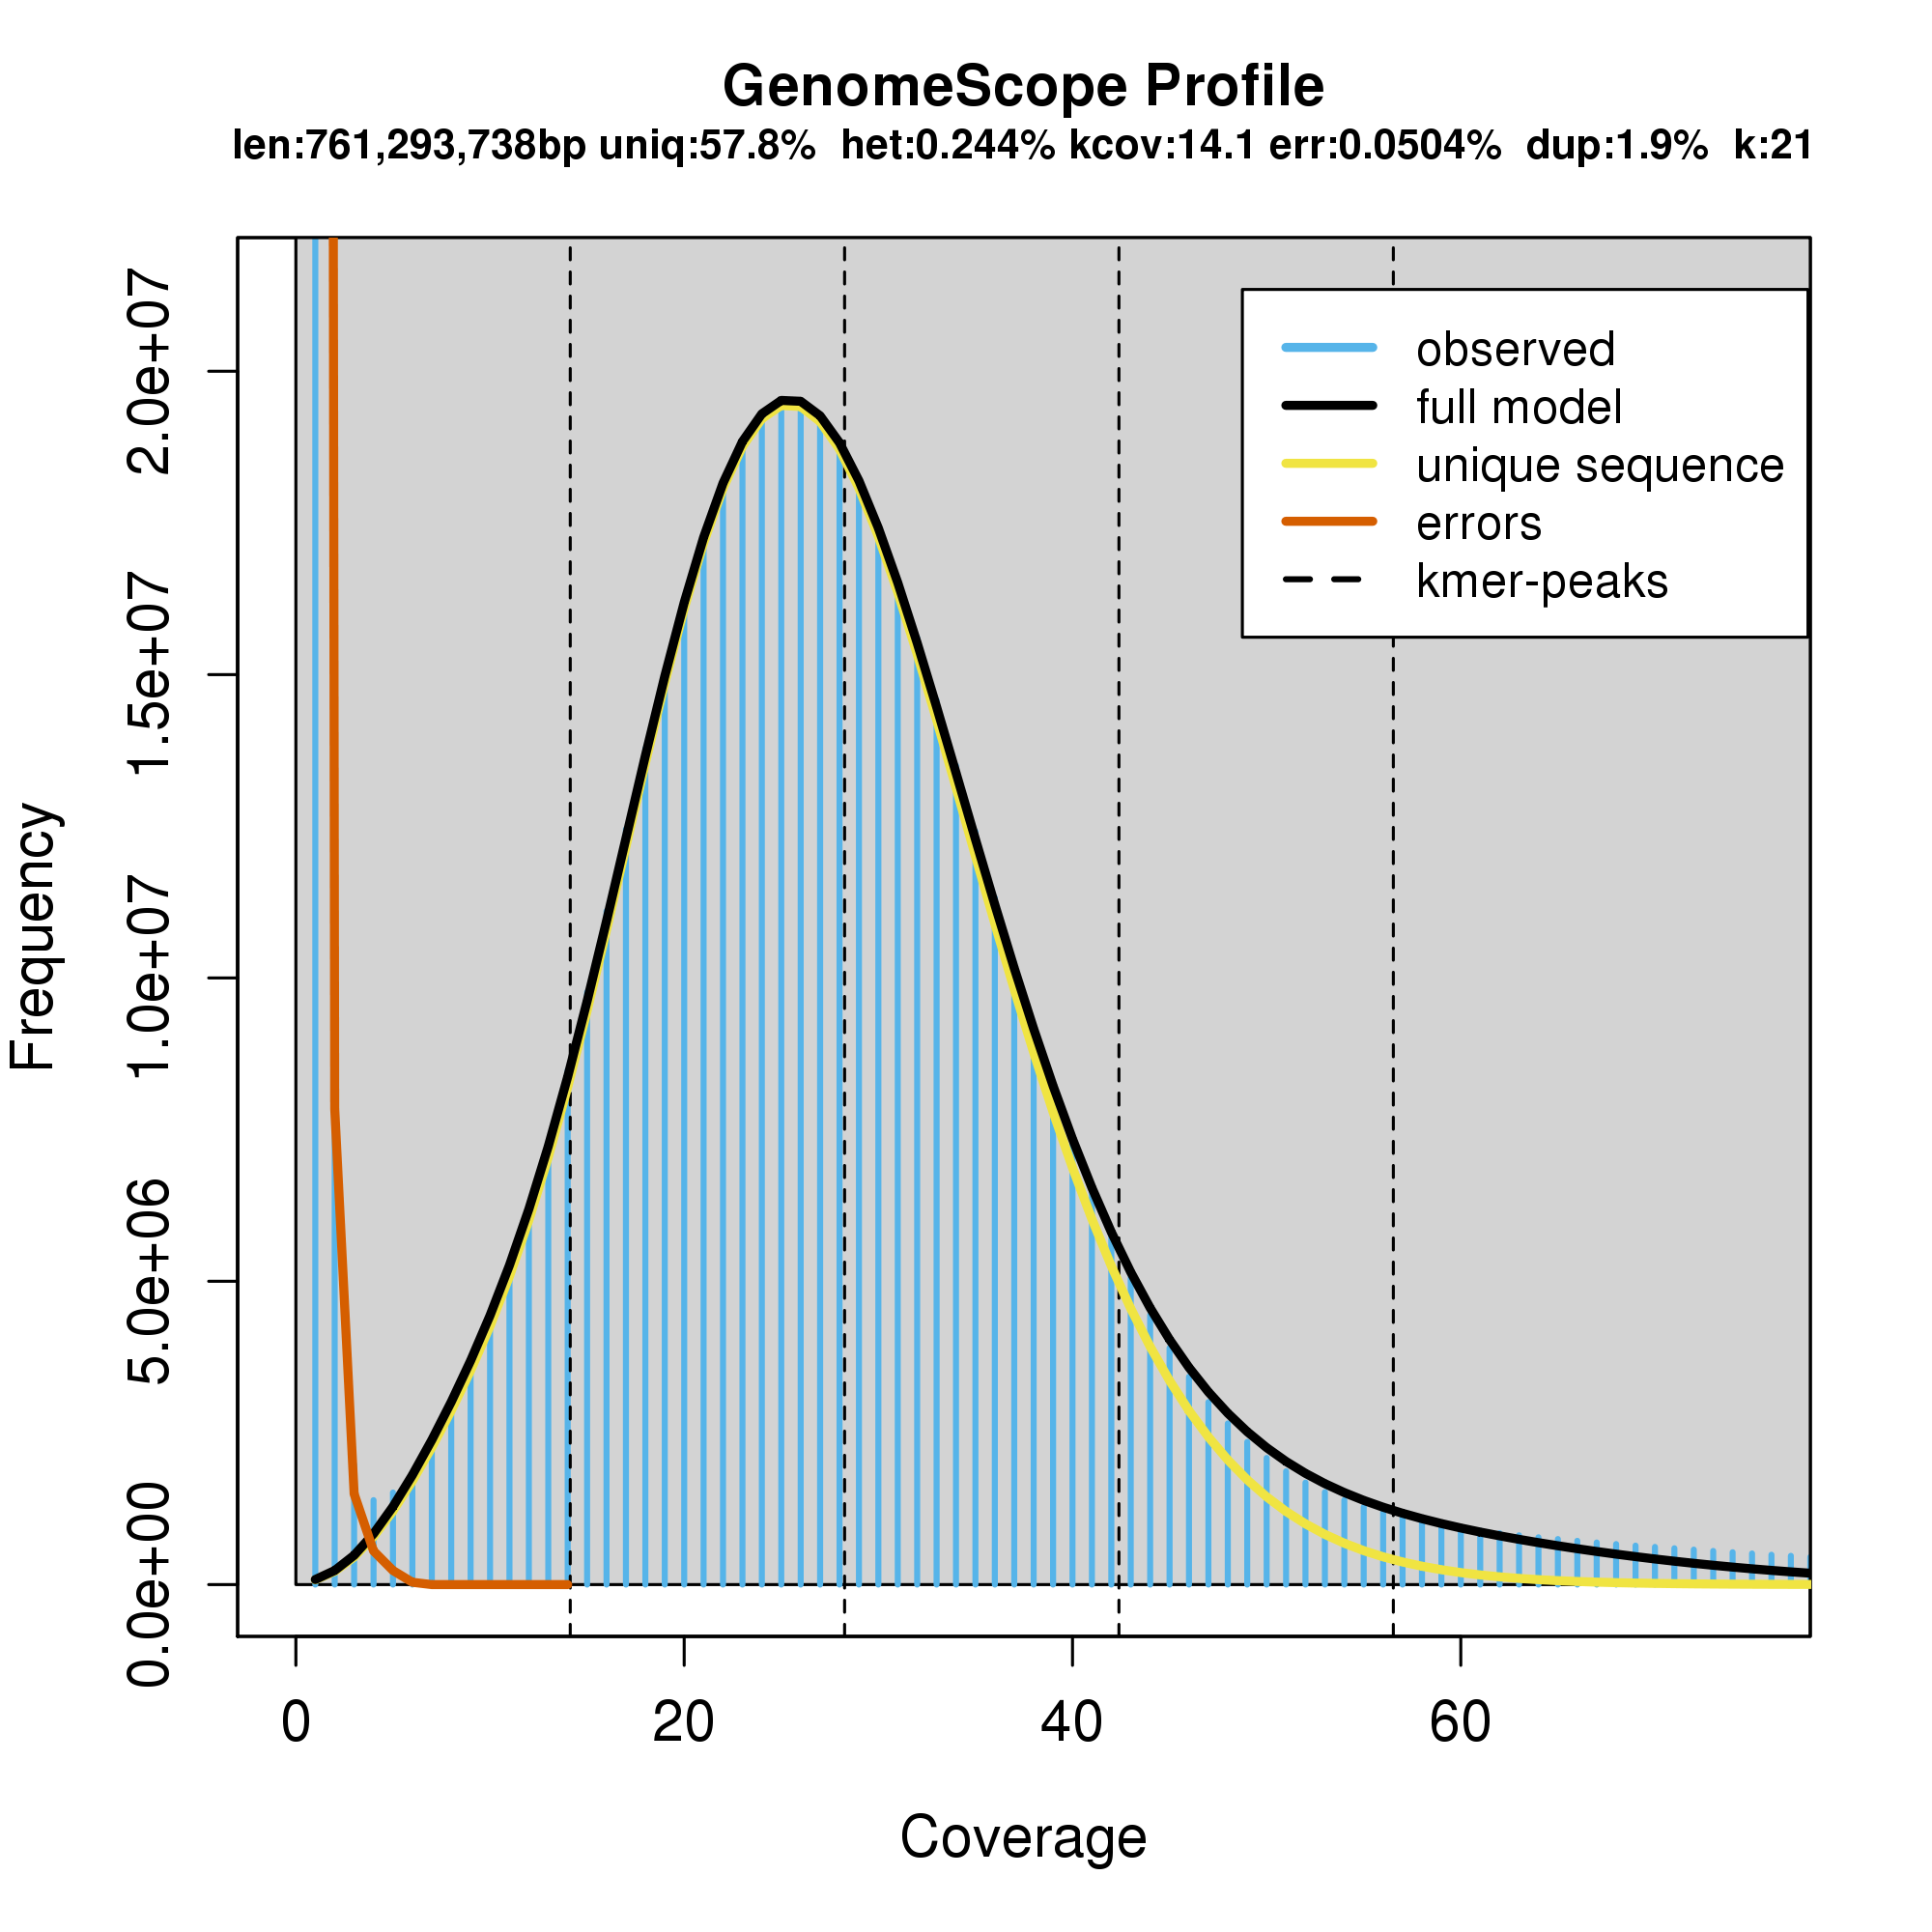 GenomeScope Profile
len:761,293,738bp uniq:57.8% het:0.244% kcov:14.1 err:0.0504% dup:1.9% k:21
observed
full model
unique sequence
errors
kmer-peaks
Frequency
2.0e+07
1.5e+07
1.0e+07
5.0e+06
0.0e+00
0 20 40 60
Coverage